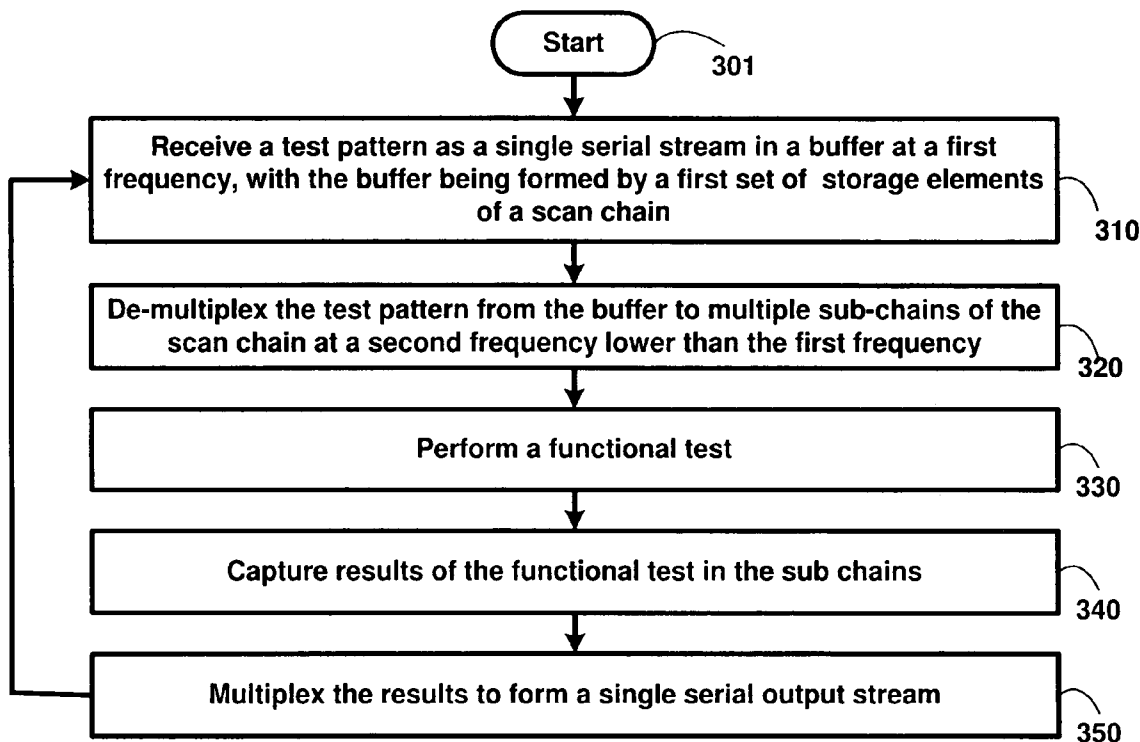 Start
301
Receive a test pattern as a single serial stream in a buffer at a first
frequency, with the buffer being formed by a first set of storage elements
of a scan chain
310
De-multiplex the test pattern from the buffer to multiple sub-chains of the
scan chain at a second frequency lower than the first frequency
320
Perform a functional test
330
Capture results of the functional test in the sub chains
340
Multiplex the results to form a single serial output stream
350